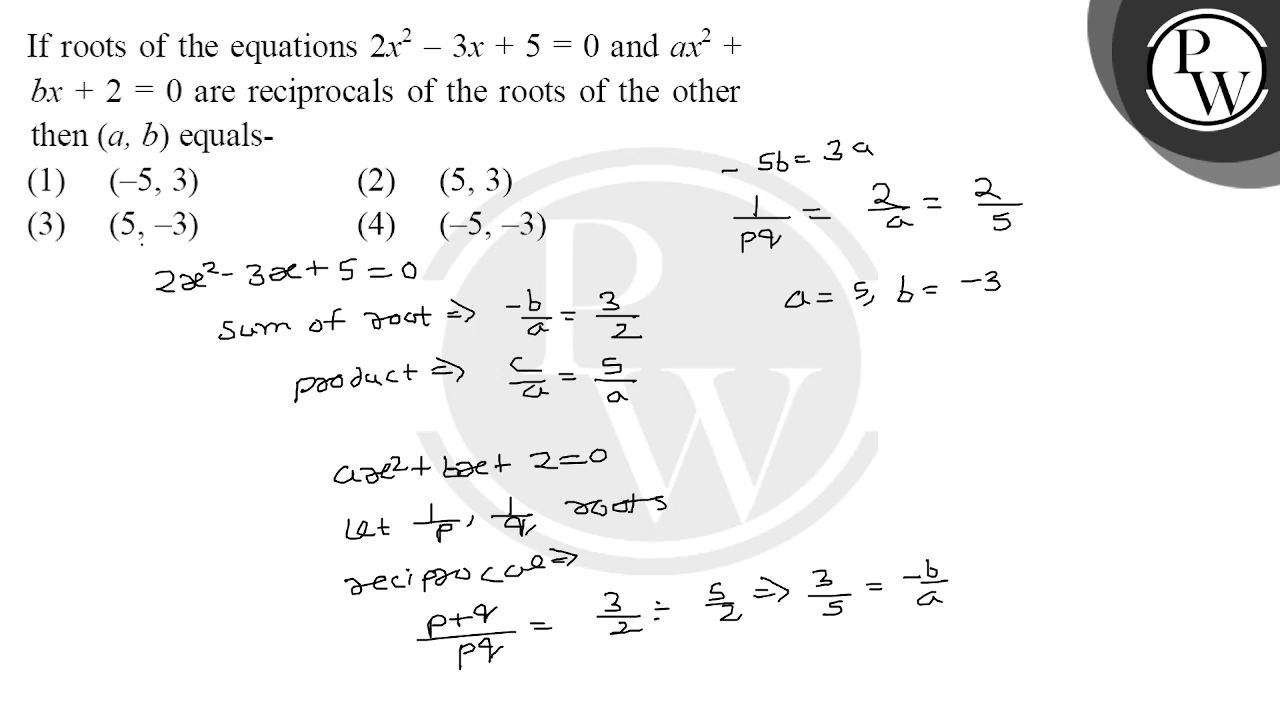 If roots of the equations 2x² – 3x + 5 = 0 and ax² +
bx + 2 = 0 are reciprocals of the roots of the other
then (a, b) equals-
(1) (–5, 3) (2) (5, 3)
(3) (5, –3) (4) (–5, –3)
2x² - 3x + 5 = 0
sum of root ⇒ -b/a = 3/2
product ⇒ c/a = 5/a
ax² + bx + 2 = 0
Let 1/p, 1/q roots
reciprocal ⇒
p+q/pq = 3/2 ÷ 5/2 ⇒ 3/5 = -b/a
- 5b = 3a
1/pq = 2/a = 2/5
a = 5, b = -3
PW
PW